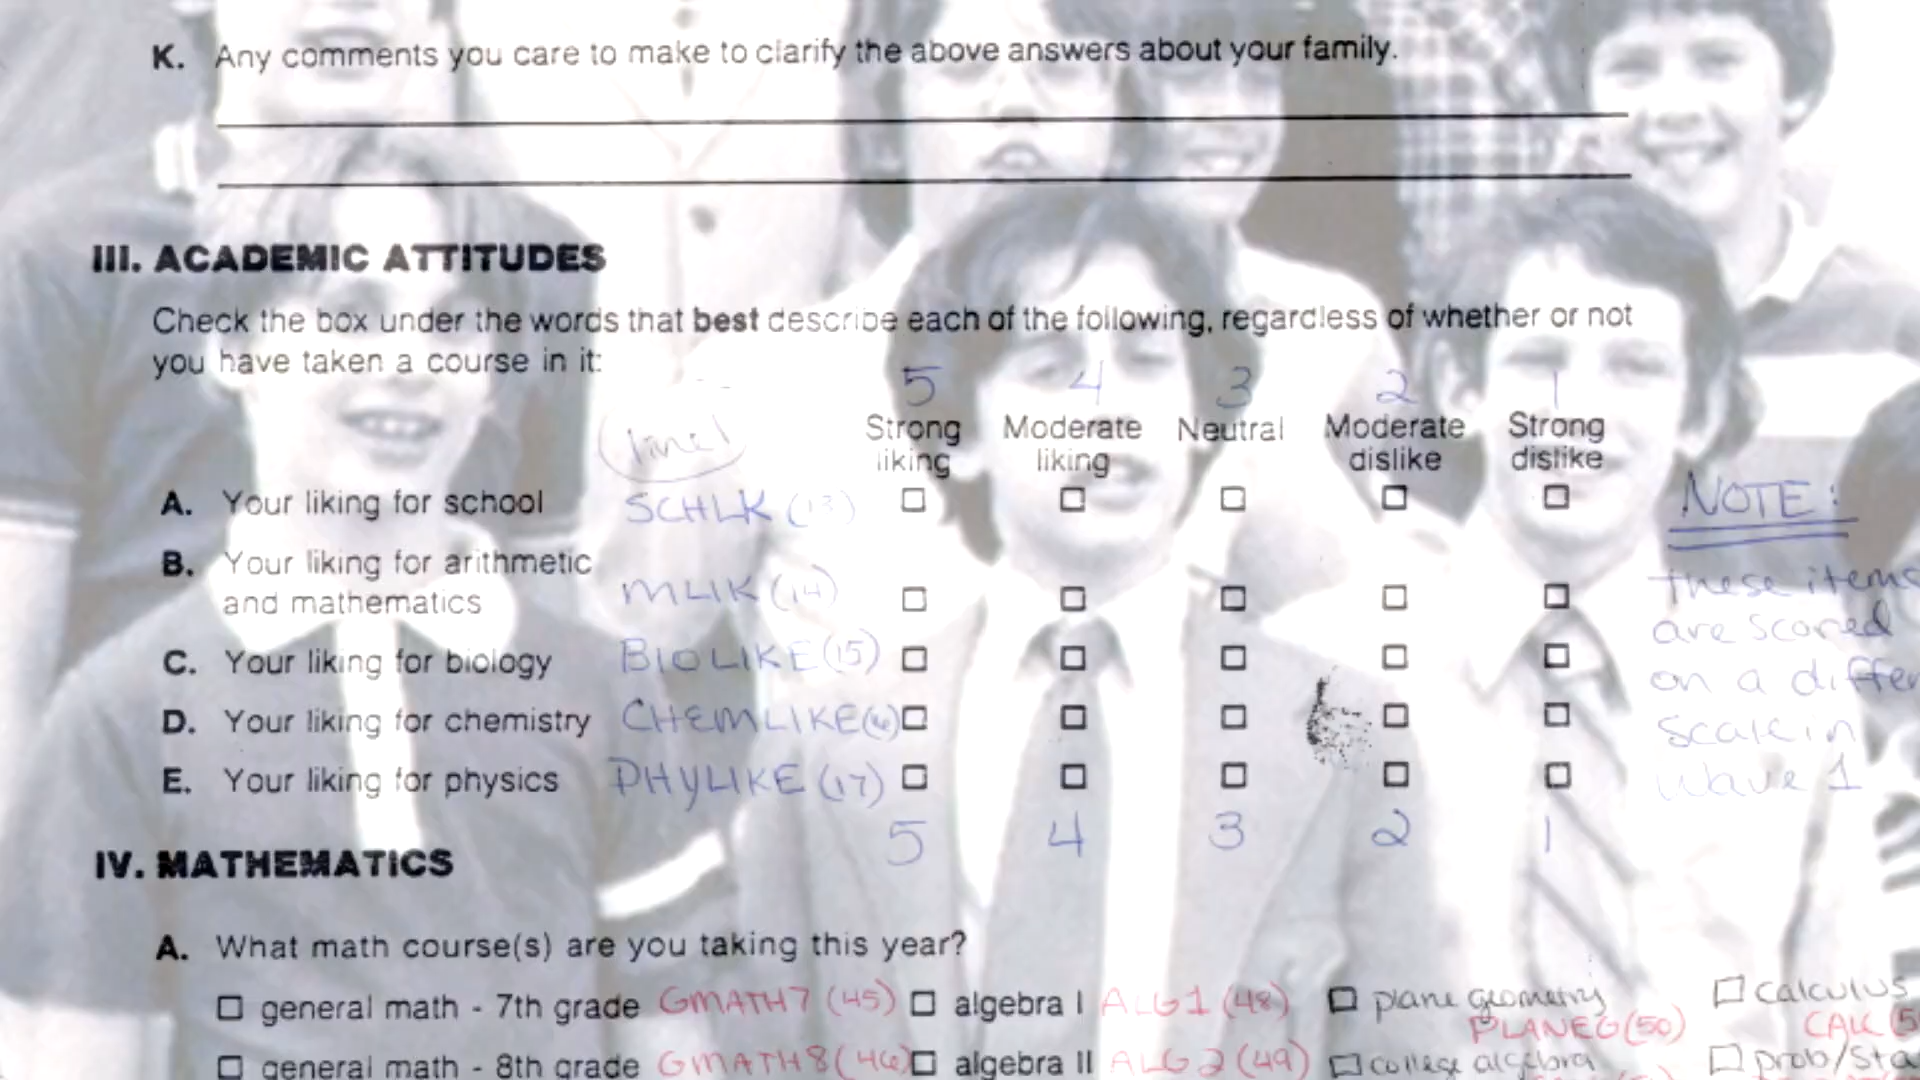 K. Any comments you care to make to clarify the above answers about your family.
III. ACADEMIC ATTITUDES
Check the box under the words that best describe each of the following, regardless of whether or not
you have taken a course in it:
5 4 3 2 1
Strong liking Moderate liking Neutral Moderate dislike Strong dislike
A. Your liking for school SCHLK (13)
NOTE:
B. Your liking for arithmetic
and mathematics MLIK (14)
these items
are scored
C. Your liking for biology BIOLIKE (15)
on a differ
D. Your liking for chemistry CHEMLIKE (16)
scale in
E. Your liking for physics PHYLIKE (17)
wave 1
5 4 3 2 1
IV. MATHEMATICS
A. What math course(s) are you taking this year?
general math - 7th grade GMATH7 (45) algebra I ALG1 (48) plane geometry calculus
PLANEG (50) CALC (5
general math - 8th grade GMATH8 (46) algebra II ALG2 (49) college algebra prob/Sta